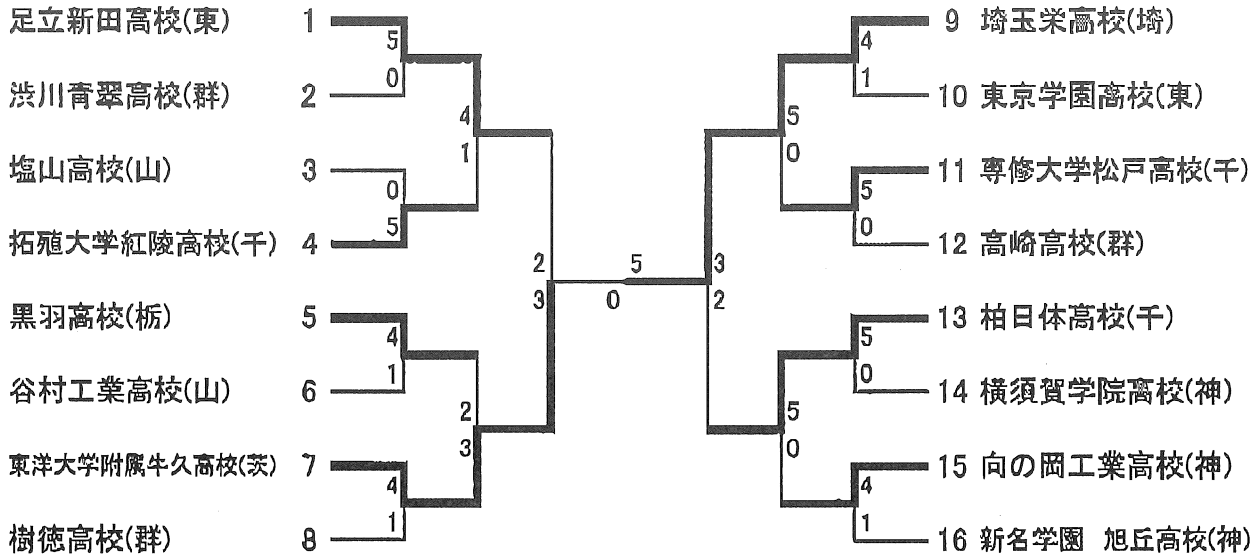 足立新田高校(東) 1
5
0
渋川青翠高校(群) 2
4
1
塩山高校(山) 3
0
5
拓殖大学紅陵高校(千) 4
2
3
黒羽高校(栃) 5
4
1
谷村工業高校(山) 6
2
3
東洋大学附属牛久高校(茨) 7
4
1
樹徳高校(群) 8
5
0
9 埼玉栄高校(埼)
4
1
10 東京学園高校(東)
5
0
11 専修大学松戸高校(千)
5
0
12 高崎高校(群)
3
2
13 柏日体高校(千)
5
0
14 横須賀学院高校(神)
5
0
15 向の岡工業高校(神)
4
1
16 新名学園 旭丘高校(神)